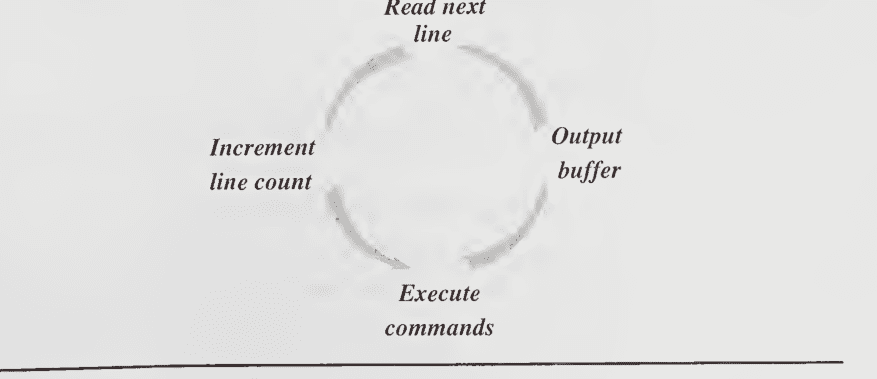 Read next
line
Output
buffer
Increment
line count
Execute
commands